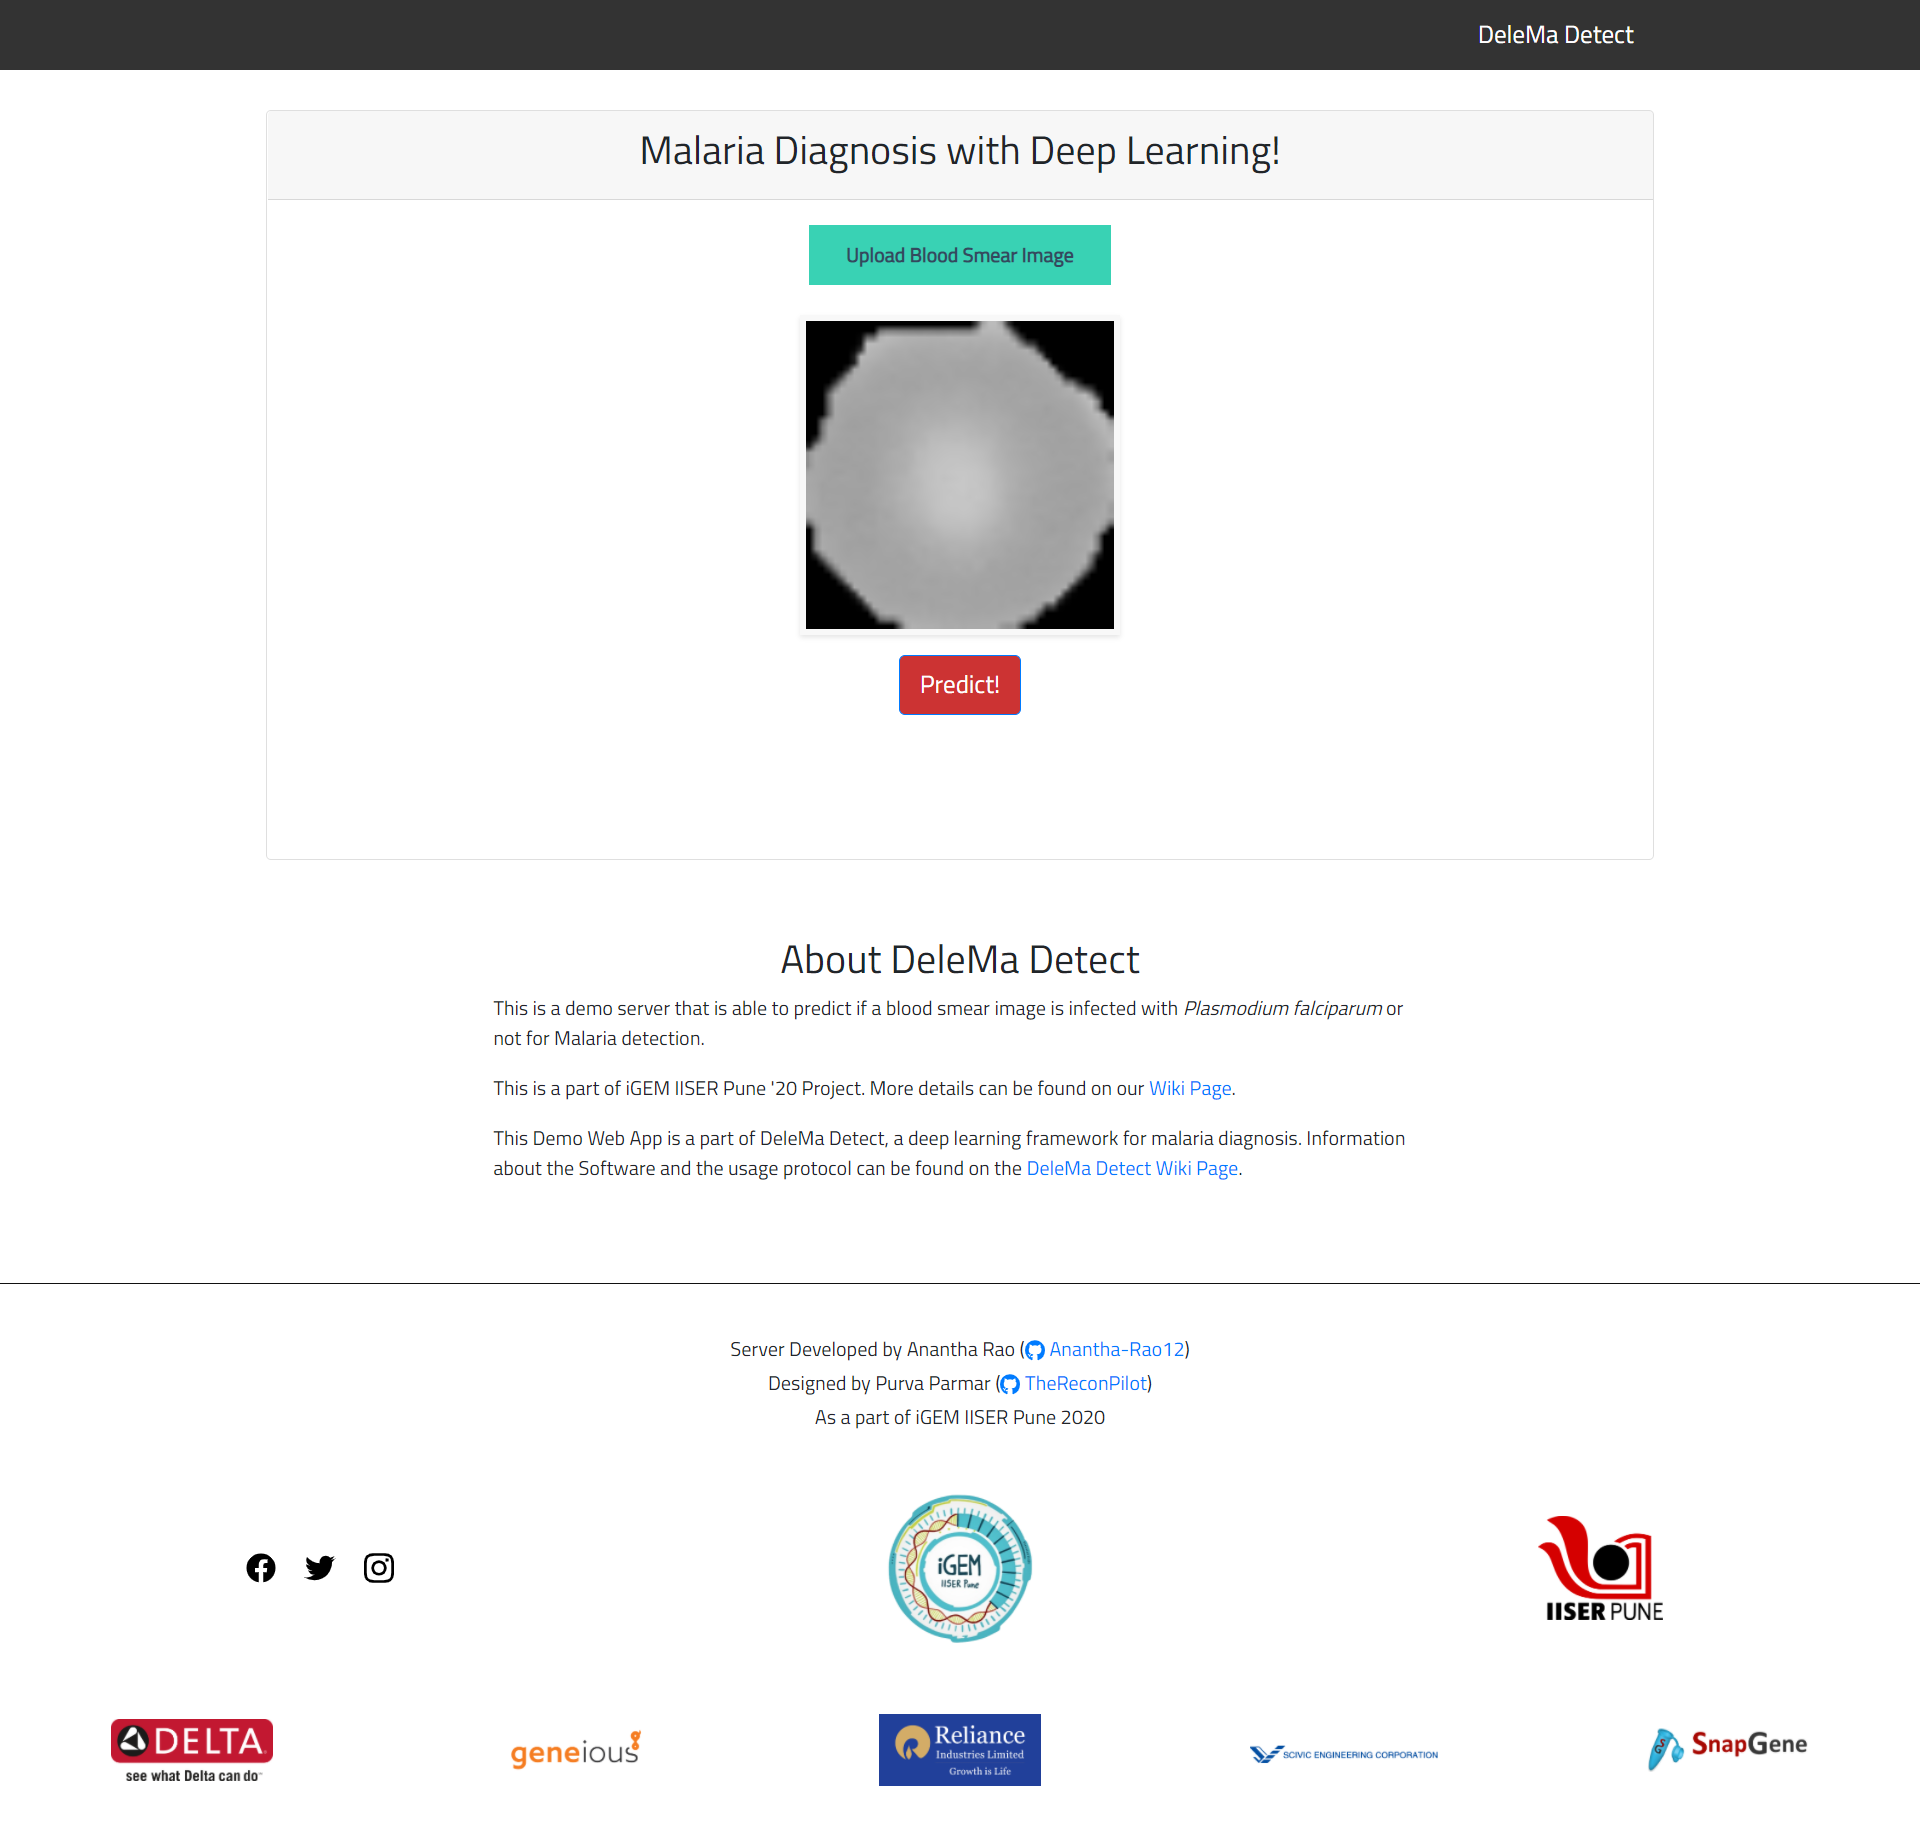 DeleMa Detect
Malaria Diagnosis with Deep Learning!
Upload Blood Smear Image
Predict!
About DeleMa Detect
This is a demo server that is able to predict if a blood smear image is infected with Plasmodium falciparum or
not for Malaria detection.
This is a part of iGEM IISER Pune '20 Project. More details can be found on our Wiki Page.
This Demo Web App is a part of DeleMa Detect, a deep learning framework for malaria diagnosis. Information
about the Software and the usage protocol can be found on the DeleMa Detect Wiki Page.
Server Developed by Anantha Rao ( Anantha-Rao12)
Designed by Purva Parmar ( TheReconPilot)
As a part of iGEM IISER Pune 2020
iGEM
IISER Pune
IISER PUNE
DELTA
see what Delta can do™
geneious
Reliance
Industries Limited
Growth is Life
SCIVIC ENGINEERING CORPORATION
SnapGene